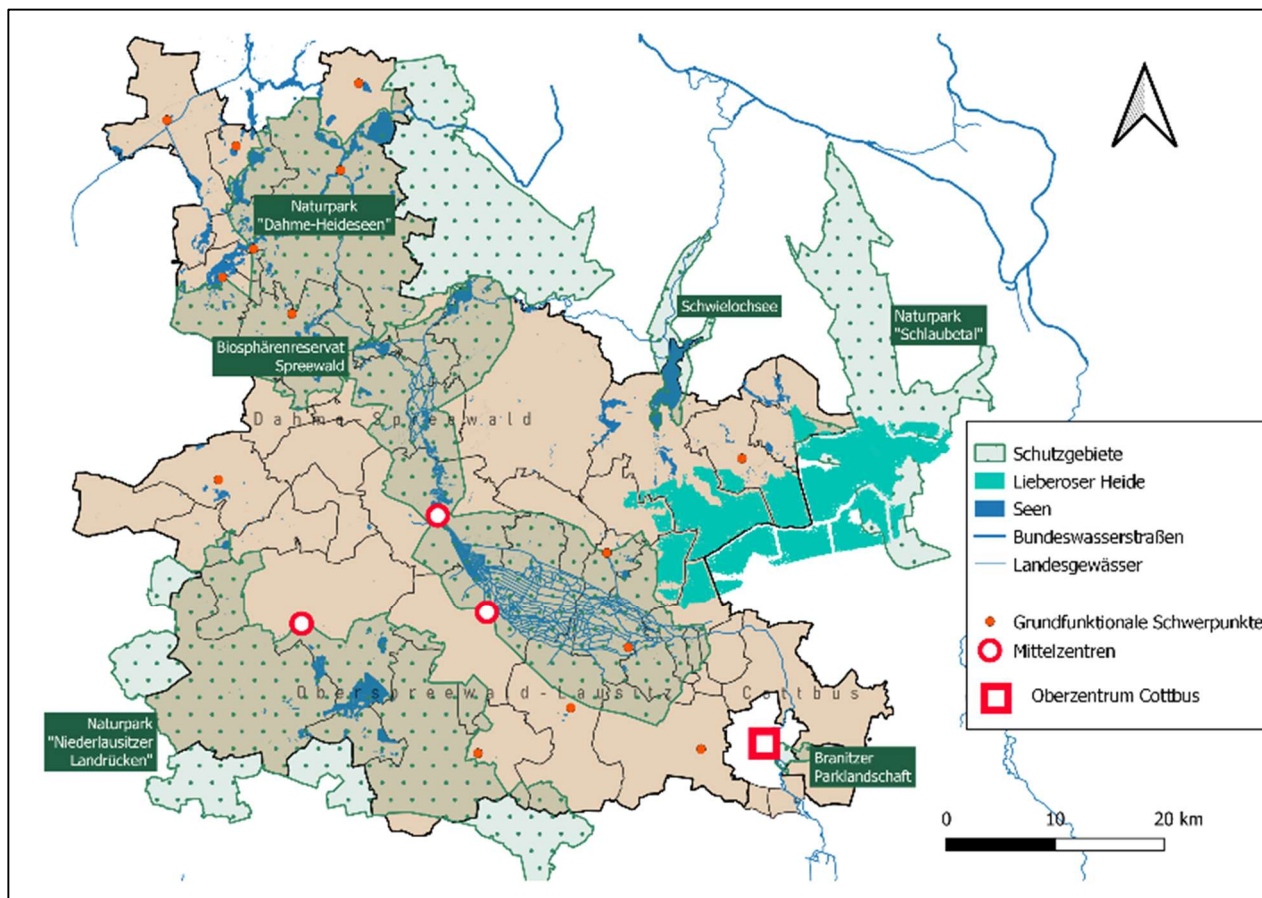 Naturpark
"Dahme-Heideseen"
Schwielochsee
Naturpark
"Schlaubetal"
Biosphärenreservat
Spreewald
Dahme-Spreewald
Schutzgebiete
Lieberoser Heide
Seen
Bundeswasserstraßen
Landesgewässer
Grundfunktionale Schwerpunkte
Mittelzentren
Oberzentrum Cottbus
Oberspreewald-Lausitz
Cottbus
Naturpark
"Niederlausitzer
Landrücken"
Branitzer
Parklandschaft
0 10 20 km